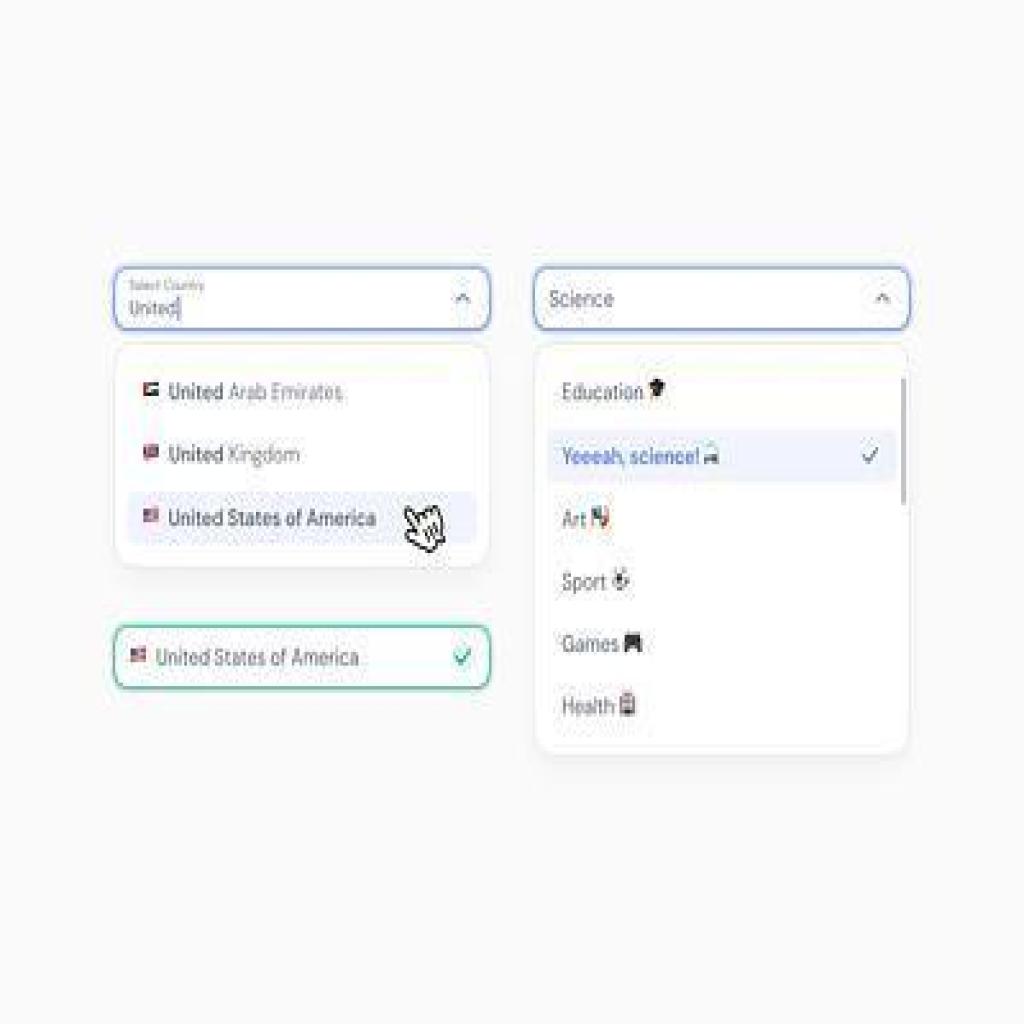 Select Country
United
United Arab Emirates
United Kingdom
United States of America
United States of America
Science
Education
Yeeeah, science!
Art
Sport
Games
Health